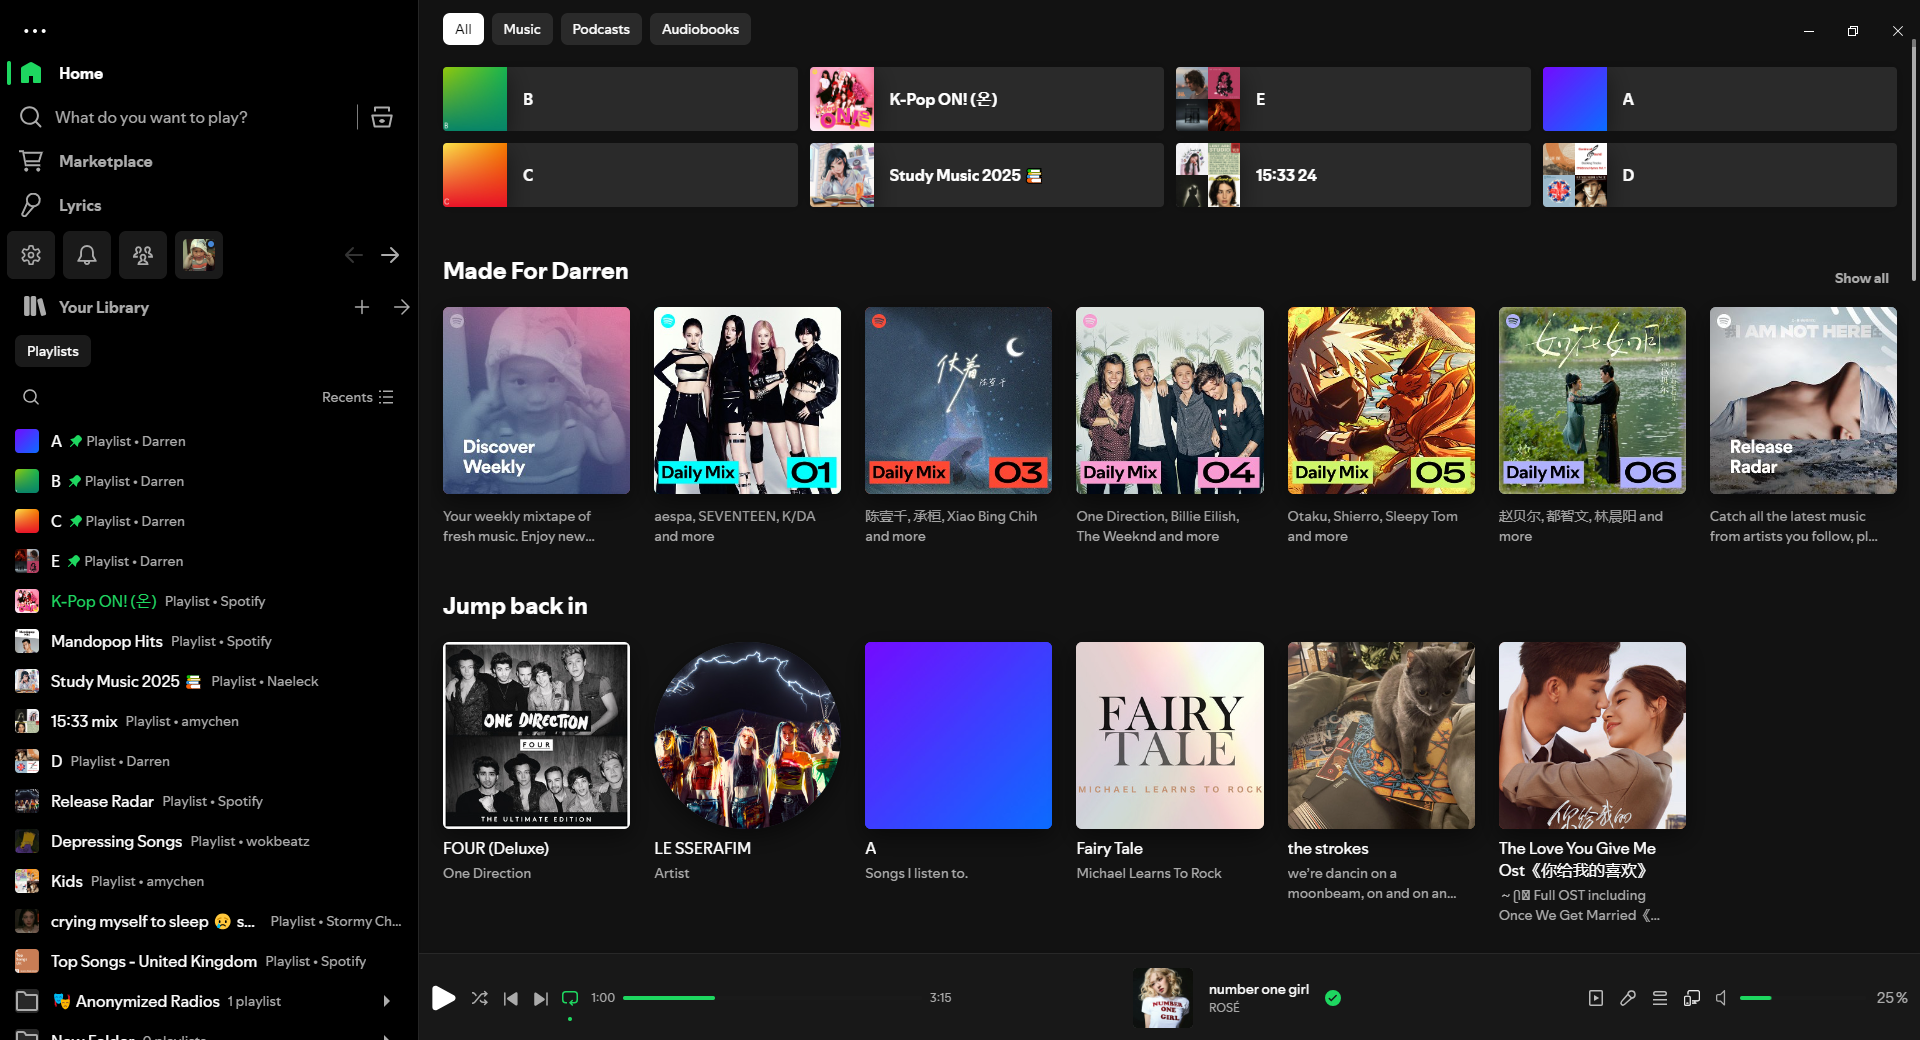 All
Music
Podcasts
Audiobooks
Home
What do you want to play?
Marketplace
Lyrics
Your Library
Playlists
Recents
A Playlist • Darren
B Playlist • Darren
C Playlist • Darren
E Playlist • Darren
K-Pop ON! (온) Playlist • Spotify
Mandopop Hits Playlist • Spotify
Study Music 2025 📚 Playlist • Naeleck
15:33 mix Playlist • amychen
D Playlist • Darren
Release Radar Playlist • Spotify
Depressing Songs Playlist • wokbeatz
Kids Playlist • amychen
crying myself to sleep 😥 s... Playlist • Stormy Ch...
Top Songs - United Kingdom Playlist • Spotify
🎭 Anonymized Radios 1 playlist
B
K-Pop ON! (온)
E
A
C
Study Music 2025 📚
15:33 24
D
Made For Darren
Show all
Discover
Weekly
Your weekly mixtape of
fresh music. Enjoy new...
Daily Mix 01
aespa, SEVENTEEN, K/DA
and more
Daily Mix 03
陈壹千, 承桓, Xiao Bing Chih
and more
Daily Mix 04
One Direction, Billie Eilish,
The Weeknd and more
Daily Mix 05
Otaku, Shierro, Sleepy Tom
and more
如花如雨
Daily Mix 06
赵贝尔, 都智文, 林晨阳 and
more
I AM NOT HERE
Release
Radar
Catch all the latest music
from artists you follow, pl...
Jump back in
ONE DIRECTION
FOUR
THE ULTIMATE EDITION
FOUR (Deluxe)
One Direction
LE SSERAFIM
Artist
A
Songs I listen to.
FAIRY
TALE
MICHAEL LEARNS TO ROCK
Fairy Tale
Michael Learns To Rock
the strokes
we're dancin on a
moonbeam, on and on an...
你给我的
The Love You Give Me
Ost《你给我的喜欢》
Full OST including
Once We Get Married《...
1:00
3:15
NUMBER
ONE
GIRL
number one girl
ROSÉ
25%